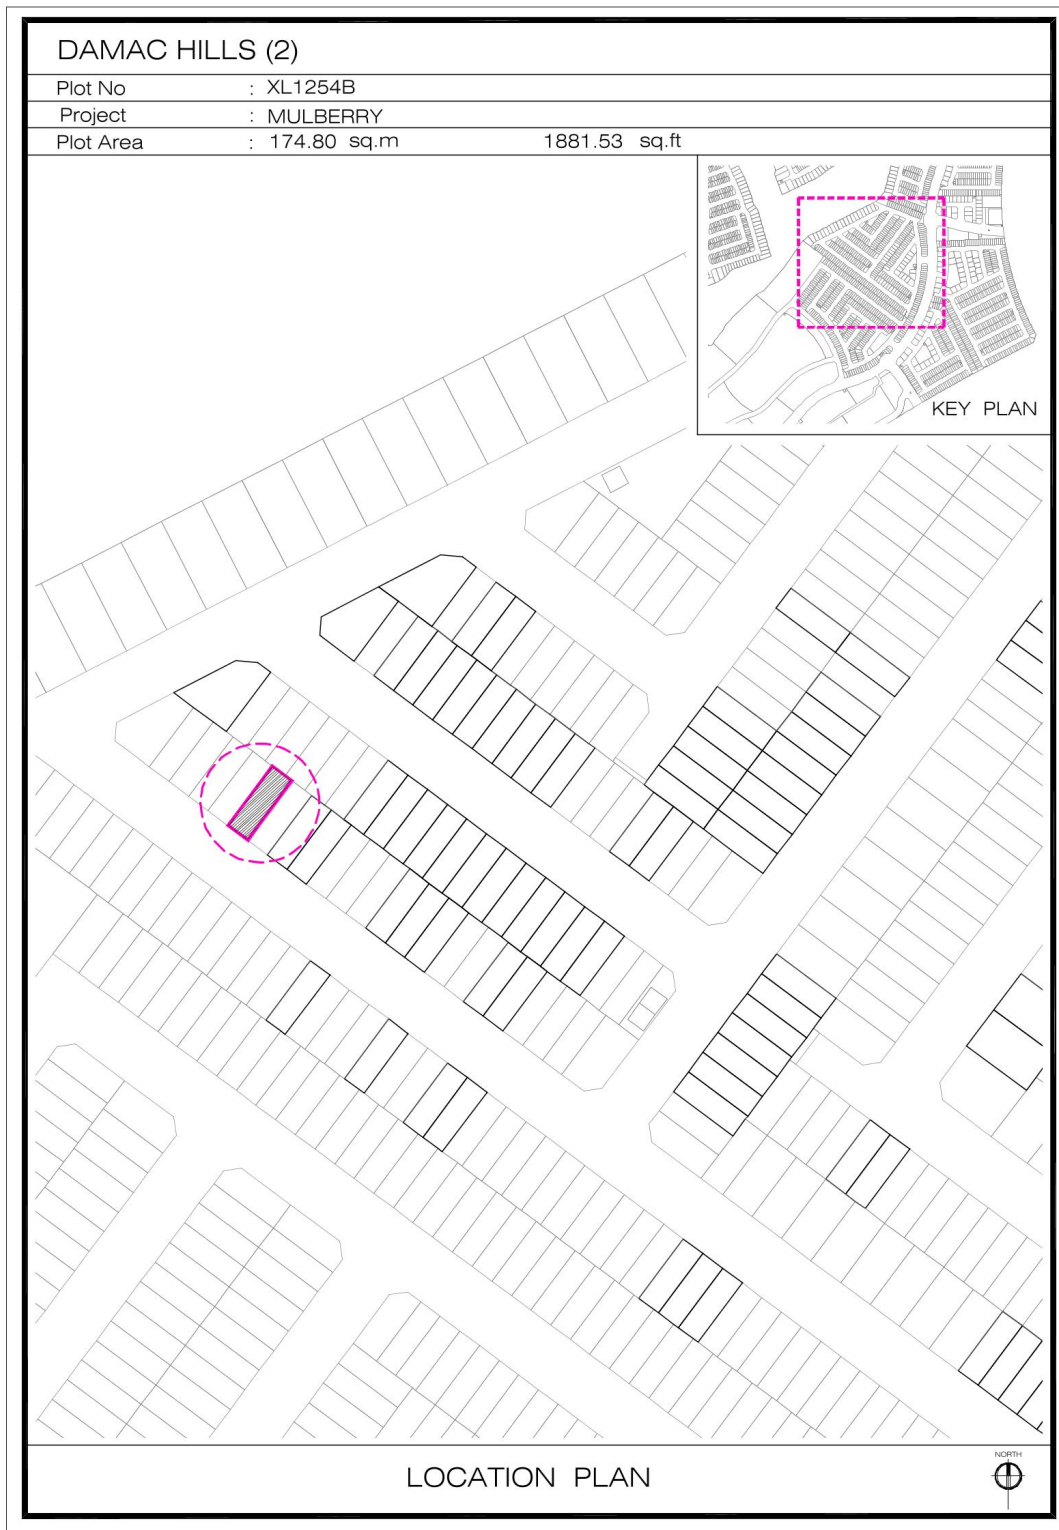 DAMAC HILLS (2)
Plot No : XL1254B
Project : MULBERRY
Plot Area : 174.80 sq.m 1881.53 sq.ft
KEY PLAN
LOCATION PLAN
NORTH